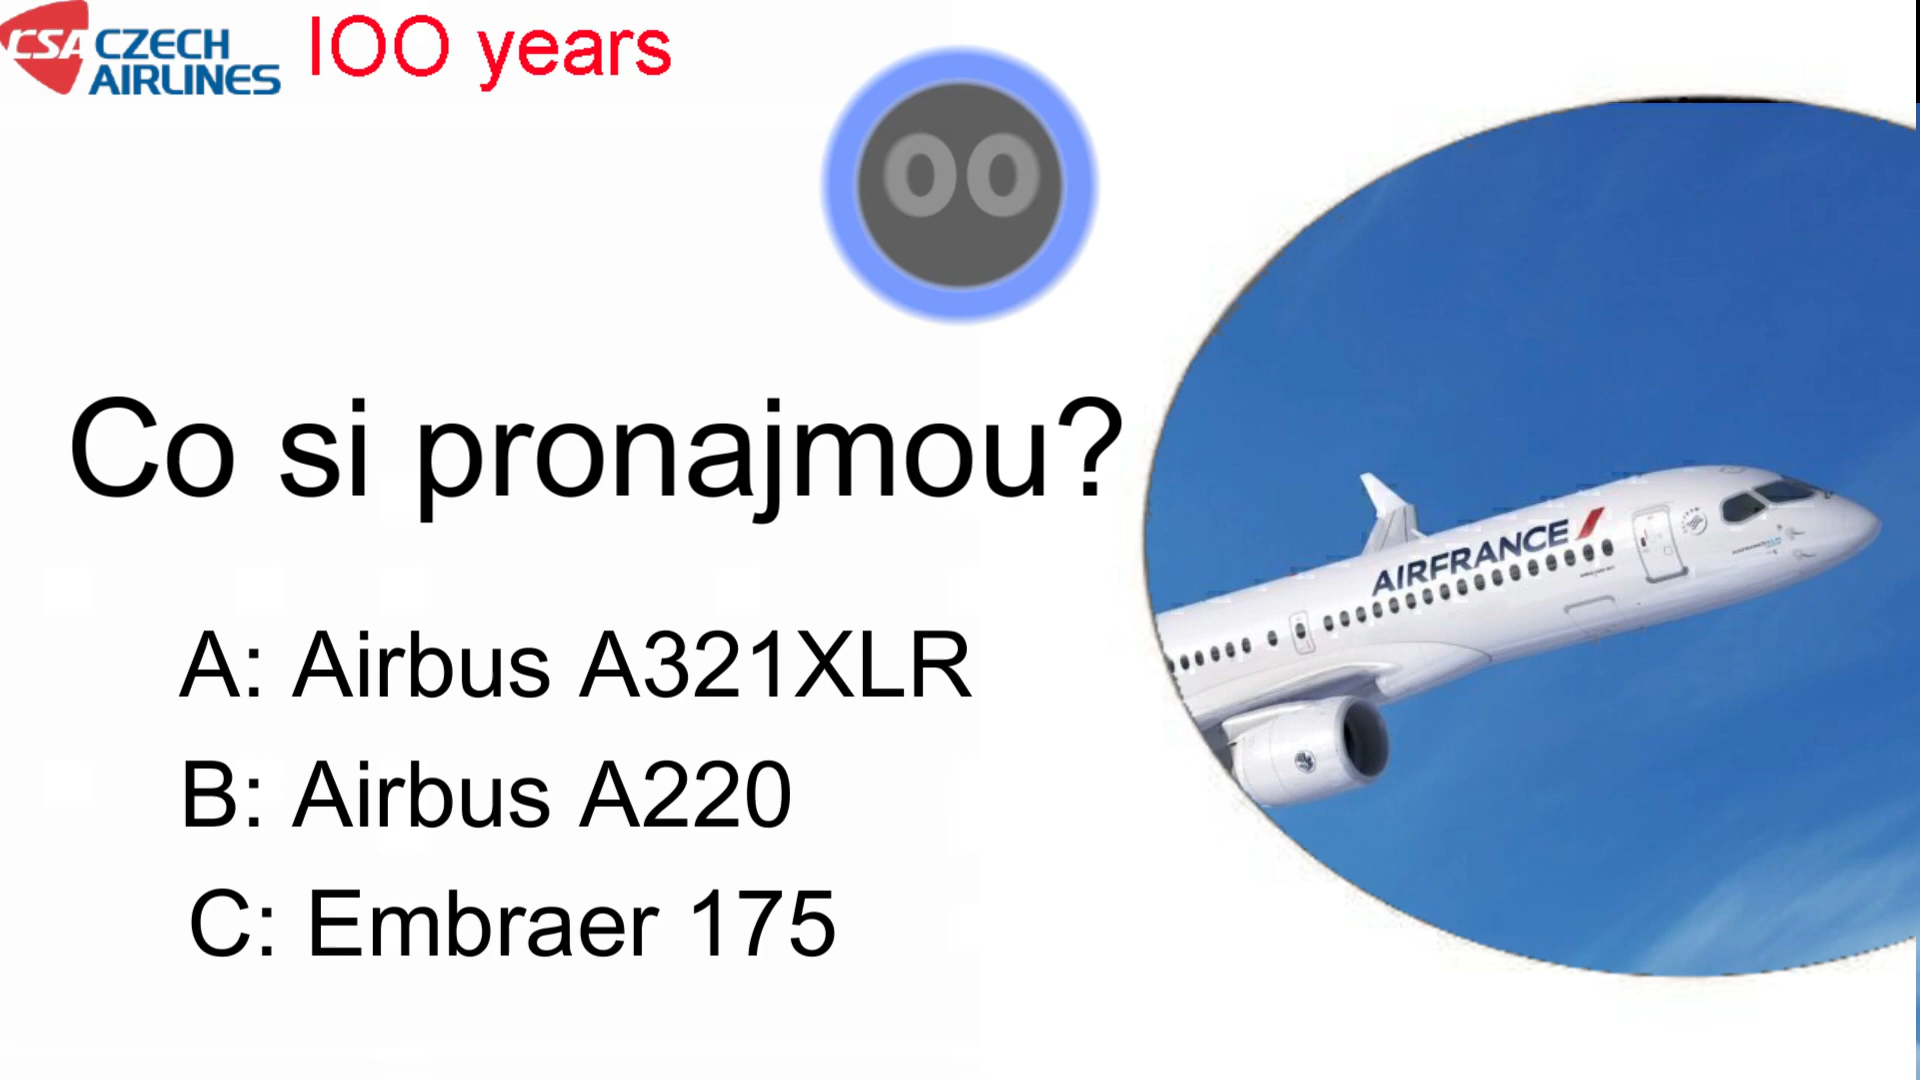 CSA CZECH
AIRLINES
100 years
00
Co si pronajmou?
A: Airbus A321XLR
B: Airbus A220
C: Embraer 175
AIRFRANCE